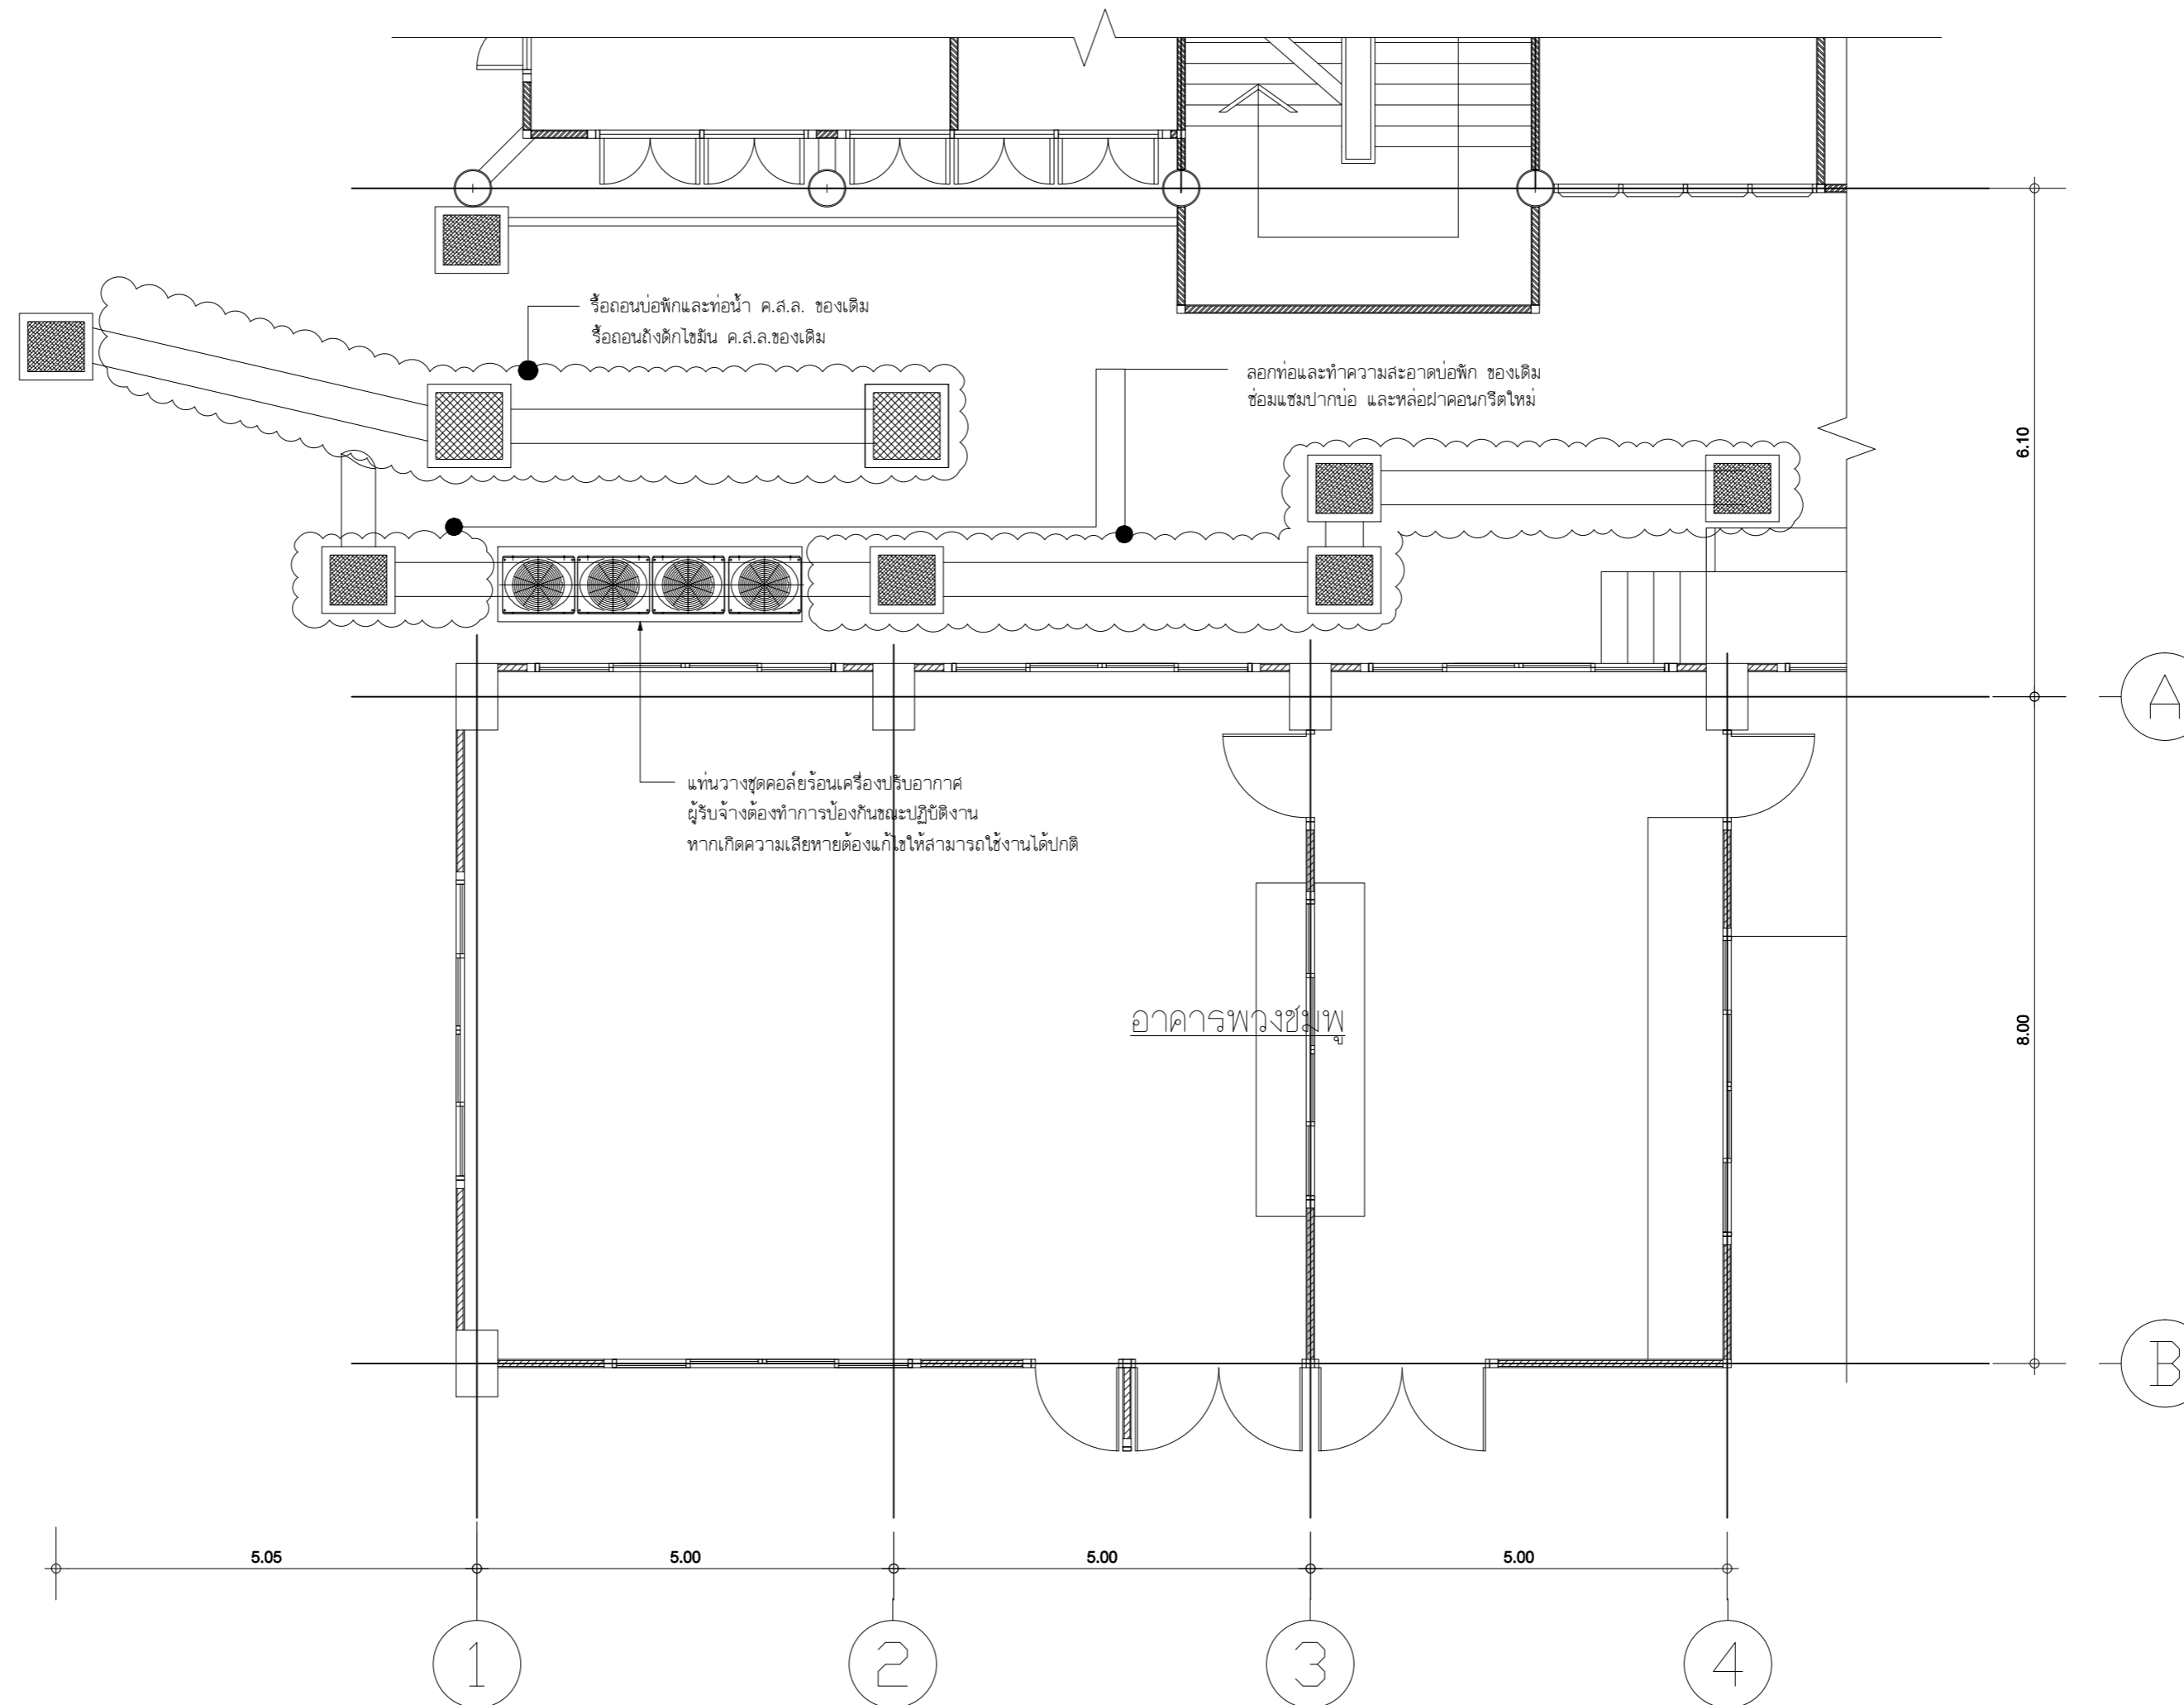 รื้อถอนบ่อพักและท่อน้ำ ค.ส.ล. ของเดิม
รื้อถอนถังดักไขมัน ค.ส.ล.ของเดิม
ลอกท่อและทำความสะอาดบ่อพัก ของเดิม
ซ่อมแซมปากบ่อ และหล่อฝาคอนกรีตใหม่
6.10
A
แท่นวางชุดคอล์ยร้อนเครื่องปรับอากาศ
ผู้รับจ้างต้องทำการป้องกันขณะปฏิบัติงาน
หากเกิดความเสียหายต้องแก้ไขให้สามารถใช้งานได้ปกติ
อาคารพวงชมพู
8.00
B
5.05 5.00 5.00 5.00
1 2 3 4